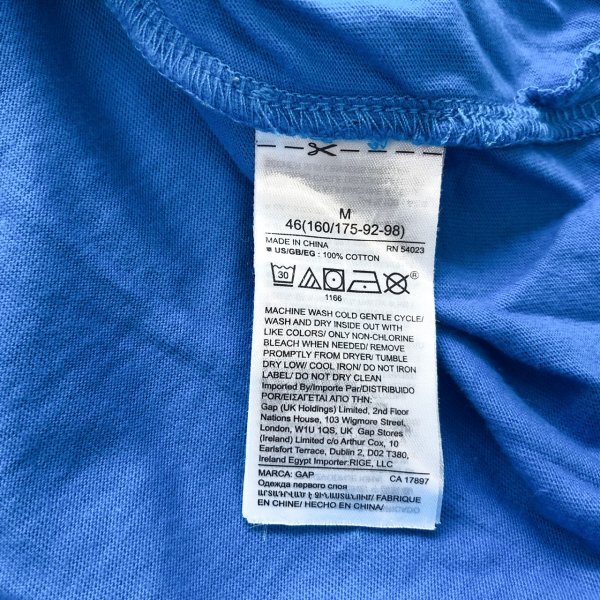 M
46(160/175-92-98)
MADE IN CHINA RN 54023
US/GB/EG : 100% COTTON
30
®
1166
MACHINE WASH COLD GENTLE CYCLE/
WASH AND DRY INSIDE OUT WITH
LIKE COLORS/ ONLY NON-CHLORINE
BLEACH WHEN NEEDED/ REMOVE
PROMPTLY FROM DRYER/ TUMBLE
DRY LOW/ COOL IRON/ DO NOT IRON
LABEL/ DO NOT DRY CLEAN
Imported By/Importe Par/DISTRIBUIDO
POR/ΕΙΣΑΓΕΤΑΙ ΑΠΟ ΤΗΝ:
Gap (UK Holdings) Limited, 2nd Floor
Nations House, 103 Wigmore Street,
London, W1U 1QS, UK Gap Stores
(Ireland) Limited c/o Arthur Cox, 10
Earlsfort Terrace, Dublin 2, D02 T380,
Ireland Egypt Importer:RIGE, LLC
MARCA: GAP CA 17897
Одежда первого слоя
ԱՐՏԱԴՐՎԱԾ Է ՉԻՆԱՍՏԱՆՈՒՄ/ FABRIQUE
EN CHINE/ HECHO EN CHINA/